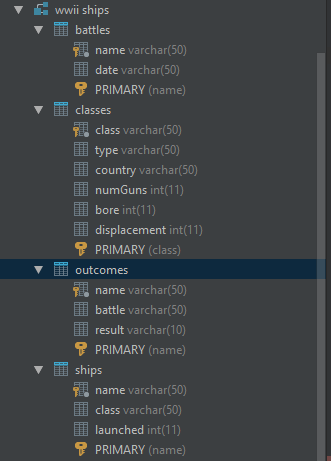 wwii ships
battles
name varchar(50)
date varchar(50)
PRIMARY (name)
classes
class varchar(50)
type varchar(50)
country varchar(50)
numGuns int(11)
bore int(11)
displacement int(11)
PRIMARY (class)
outcomes
name varchar(50)
battle varchar(50)
result varchar(10)
PRIMARY (name)
ships
name varchar(50)
class varchar(50)
launched int(11)
PRIMARY (name)